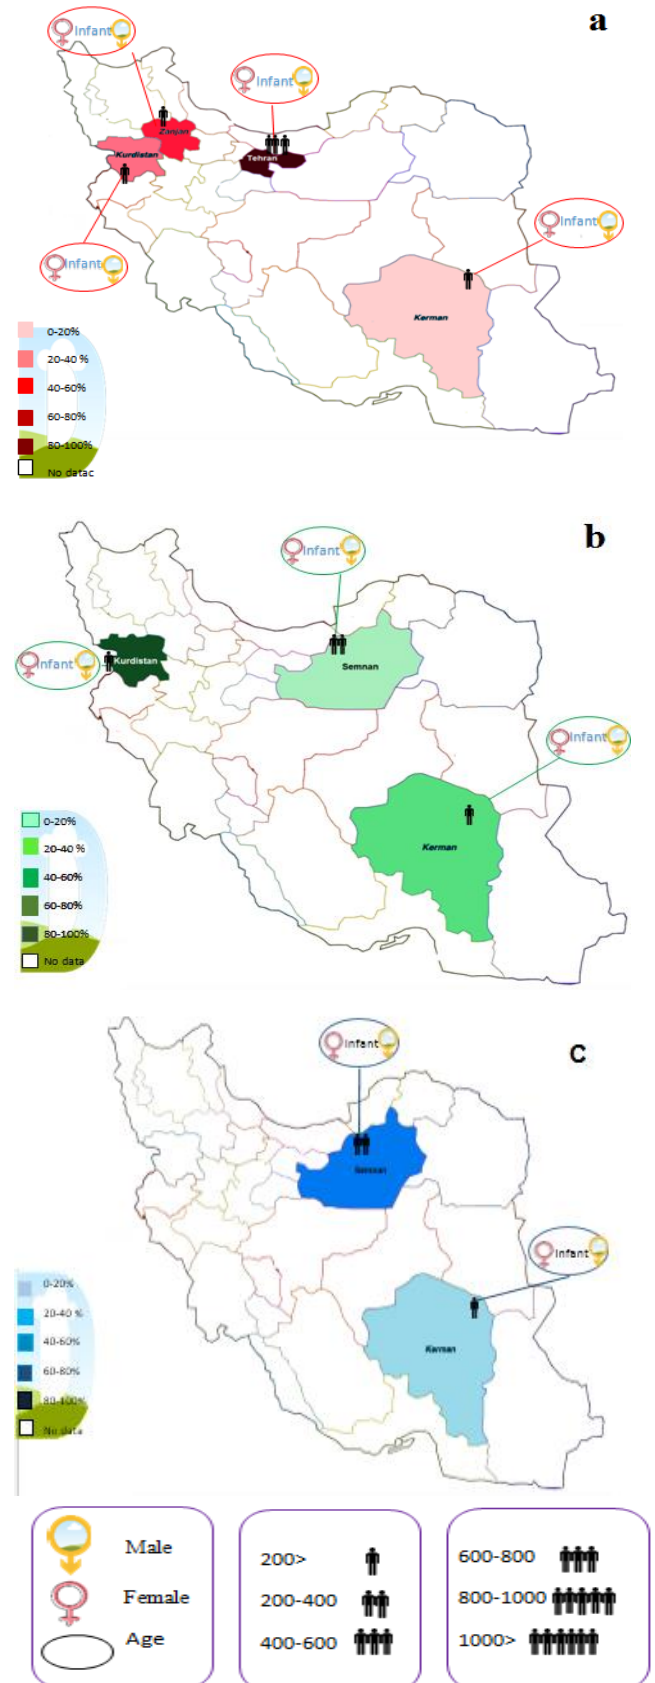 a
Infant
Infant
Zanjan
Kurdistan
Tehran
Infant
Infant
Kerman
0-20%
20-40 %
40-60%
60-80%
80-100%
No datac
b
Infant
Infant
Kurdistan
Semnan
Infant
Kerman
0-20%
20-40 %
40-60%
60-80%
80-100%
No data
C
Infant
Semnan
Infant
Kerman
0-20%
20-40 %
40-60%
60-80%
80-100%
No data
Male
Female
Age
200>
200-400
400-600
600-800
800-1000
1000>